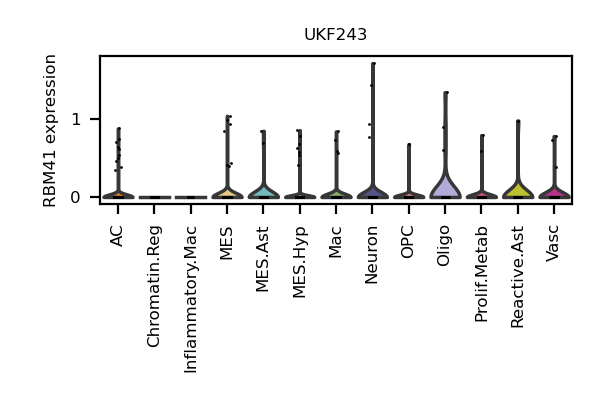 UKF243
RBM41 expression
1
0
AC
Chromatin.Reg
Inflammatory.Mac
MES
MES.Ast
MES.Hyp
Mac
Neuron
OPC
Oligo
Prolif.Metab
Reactive.Ast
Vasc